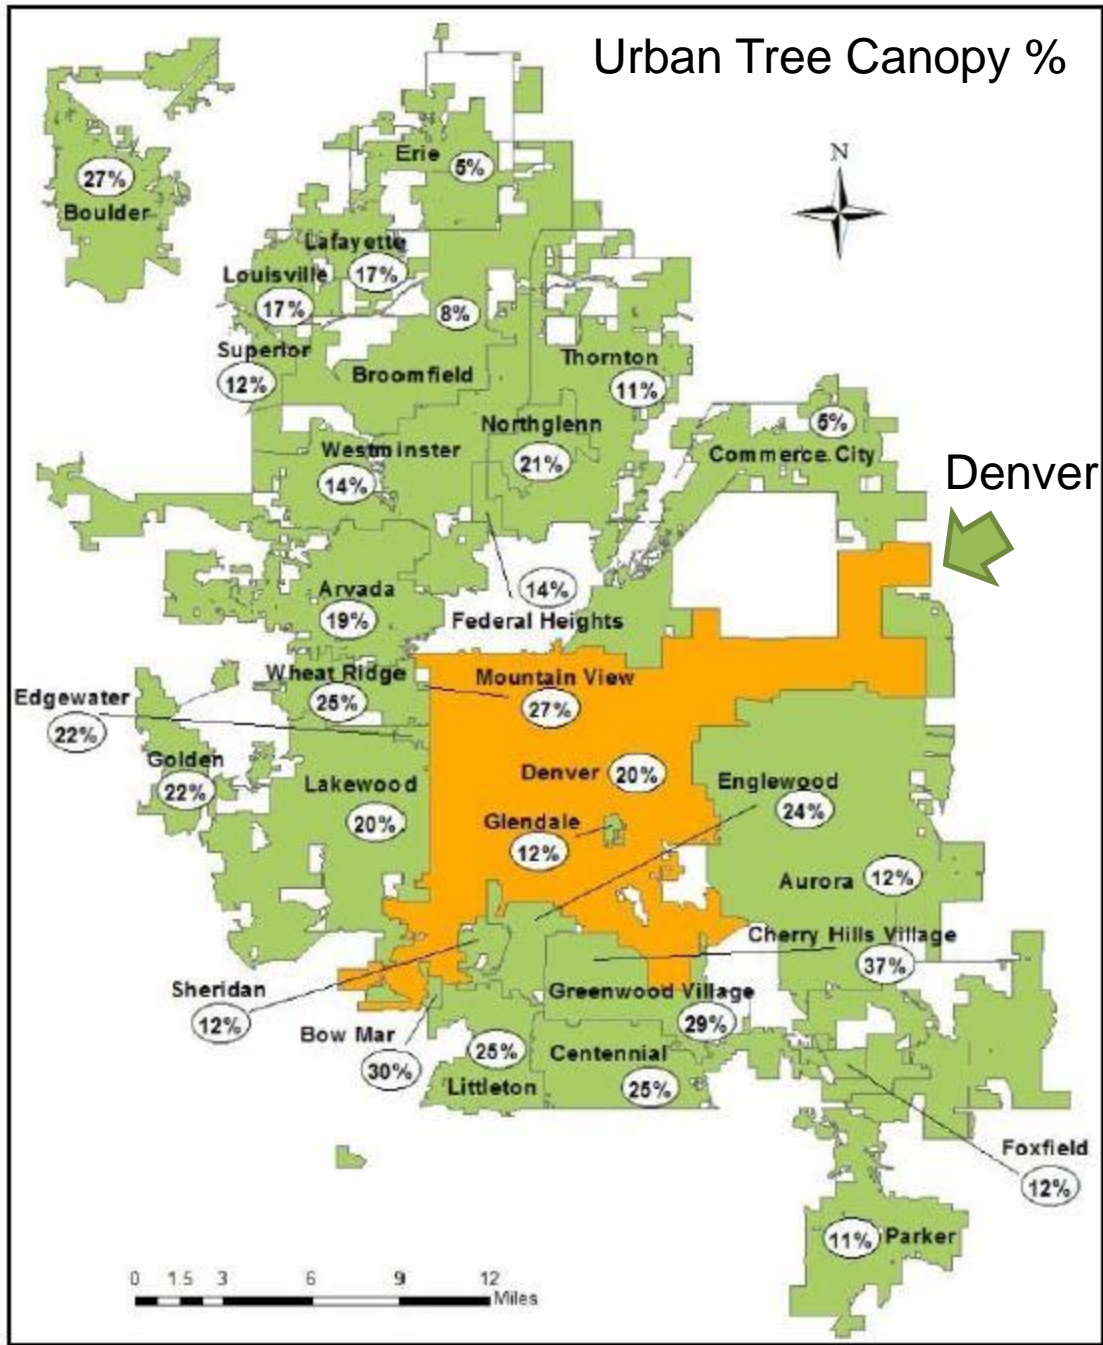 Urban Tree Canopy %
N
Erie
5%
27%
Boulder
Lafayette
17%
Louisville
17%
8%
Superior
12%
Broomfield
Thornton
11%
Northglenn
21%
5%
Commerce City
Westminster
14%
Denver
14%
Federal Heights
Arvada
19%
Wheat Ridge
25%
Mountain View
27%
Edgewater
22%
Golden
22%
Lakewood
20%
Denver 20%
Englewood
24%
Glendale
12%
Aurora 12%
Cherry Hills Village
37%
Sheridan
12%
Greenwood Village
29%
Bow Mar
30%
25%
Littleton
Centennial
25%
Foxfield
12%
11% Parker
0 1.5 3 6 9 12
Miles